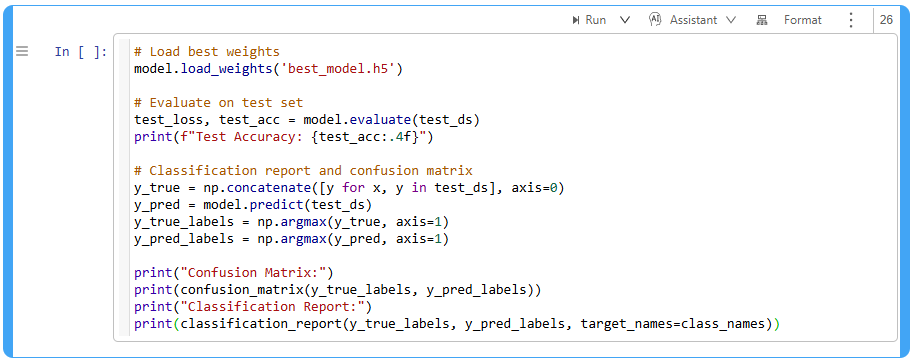 Run Assistant Format 26
In [ ]:
# Load best weights
model.load_weights('best_model.h5')
# Evaluate on test set
test_loss, test_acc = model.evaluate(test_ds)
print(f"Test Accuracy: {test_acc:.4f}")
# Classification report and confusion matrix
y_true = np.concatenate([y for x, y in test_ds], axis=0)
y_pred = model.predict(test_ds)
y_true_labels = np.argmax(y_true, axis=1)
y_pred_labels = np.argmax(y_pred, axis=1)
print("Confusion Matrix:")
print(confusion_matrix(y_true_labels, y_pred_labels))
print("Classification Report:")
print(classification_report(y_true_labels, y_pred_labels, target_names=class_names))